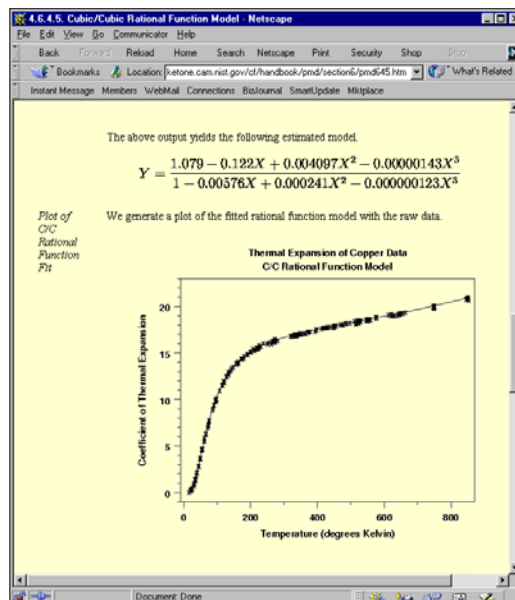 4.6.4.5. Cubic/Cubic Rational Function Model - Netscape
File Edit View Go Communicator Help
Back Forward Reload Home Search Netscape Print Security Shop Stop
Bookmarks Location: ketone.cam.nist.gov/cf/handbook/pmd/section6/pmd645.htm What's Related
Instant Message Members WebMail Connections BizJournal SmartUpdate Mktplace
The above output yields the following estimated model.
Y = (1.079 − 0.122X + 0.004097X² − 0.00000143X³) / (1 − 0.00576X + 0.000241X² − 0.000000123X³)
Plot of
C/C
Rational
Function
Fit
We generate a plot of the fitted rational function model with the raw data.
Thermal Expansion of Copper Data
C/C Rational Function Model
Coefficient of Thermal Expansion
20
15
10
5
0
0 200 400 600 800
Temperature (degrees Kelvin)
Document: Done